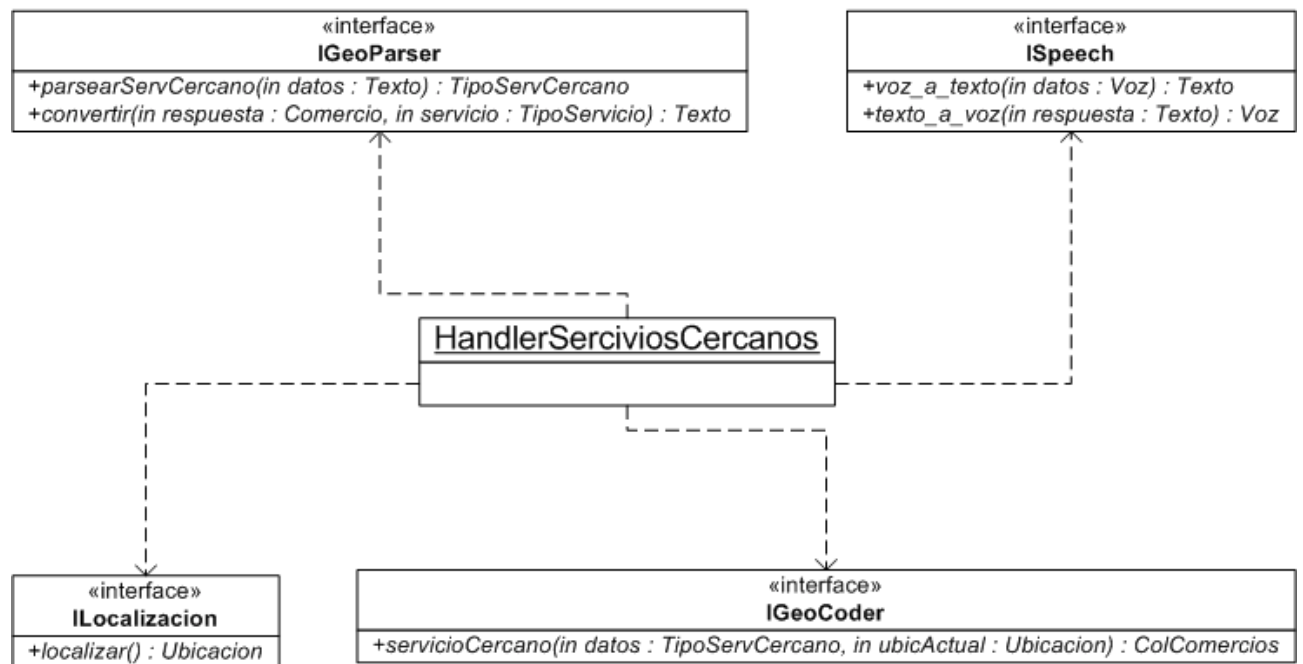 «interface»
IGeoParser
+parsearServCercano(in datos : Texto) : TipoServCercano
+convertir(in respuesta : Comercio, in servicio : TipoServicio) : Texto
«interface»
ISpeech
+voz_a_texto(in datos : Voz) : Texto
+texto_a_voz(in respuesta : Texto) : Voz
HandlerSerciviosCercanos
«interface»
ILocalizacion
+localizar() : Ubicacion
«interface»
IGeoCoder
+servicioCercano(in datos : TipoServCercano, in ubicActual : Ubicacion) : ColComercios